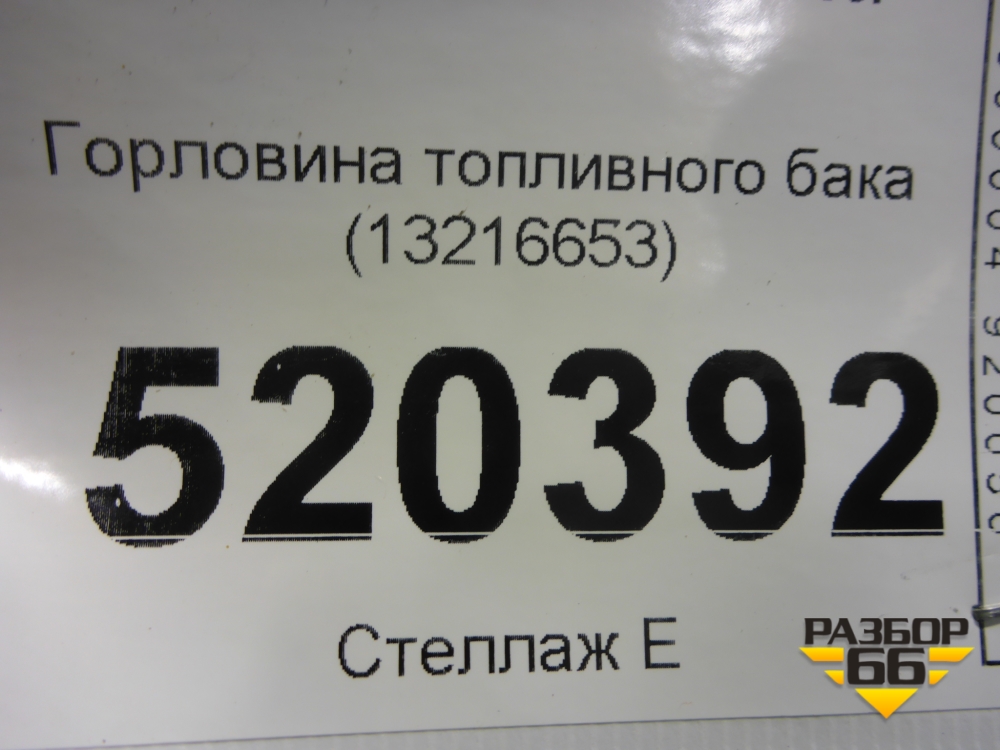 Горловина топливного бака
(13216653)
520392
Стеллаж Е
РАЗБОР
66